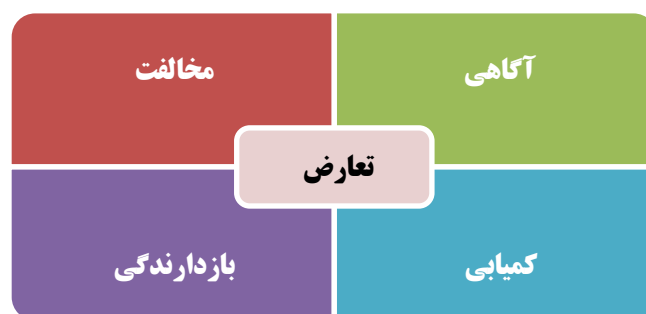 آگاهی
مخالفت
تعارض
کمیابی
بازدارندگی